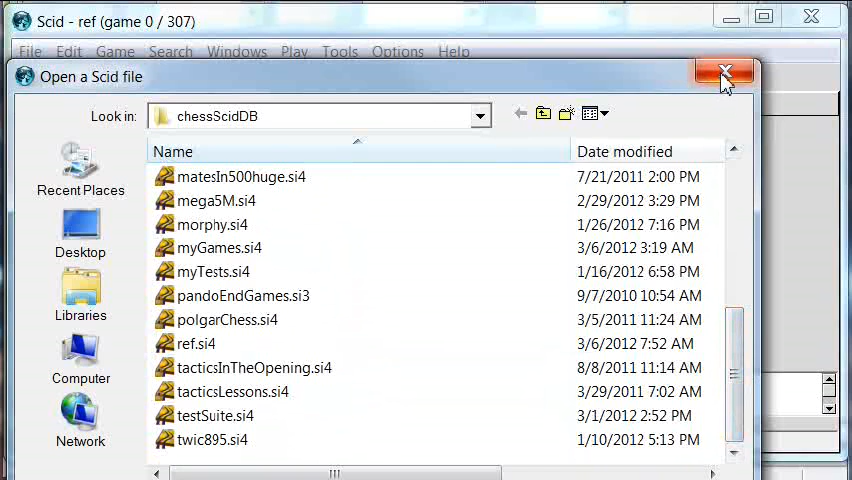 Scid - ref (game 0 / 307)
File Edit Game Search Windows Play Tools Options Help
Open a Scid file
Look in: chessScidDB
Name Date modified
Recent Places
Desktop
Libraries
Computer
Network
matesIn500huge.si4 7/21/2011 2:00 PM
mega5M.si4 2/29/2012 3:29 PM
morphy.si4 1/26/2012 7:16 PM
myGames.si4 3/6/2012 3:19 AM
myTests.si4 1/16/2012 6:58 PM
pandoEndGames.si3 9/7/2010 10:54 AM
polgarChess.si4 3/5/2011 11:24 AM
ref.si4 3/6/2012 7:52 AM
tacticsInTheOpening.si4 8/8/2011 11:14 AM
tacticsLessons.si4 3/29/2011 7:02 AM
testSuite.si4 3/1/2012 2:52 PM
twic895.si4 1/10/2012 5:13 PM